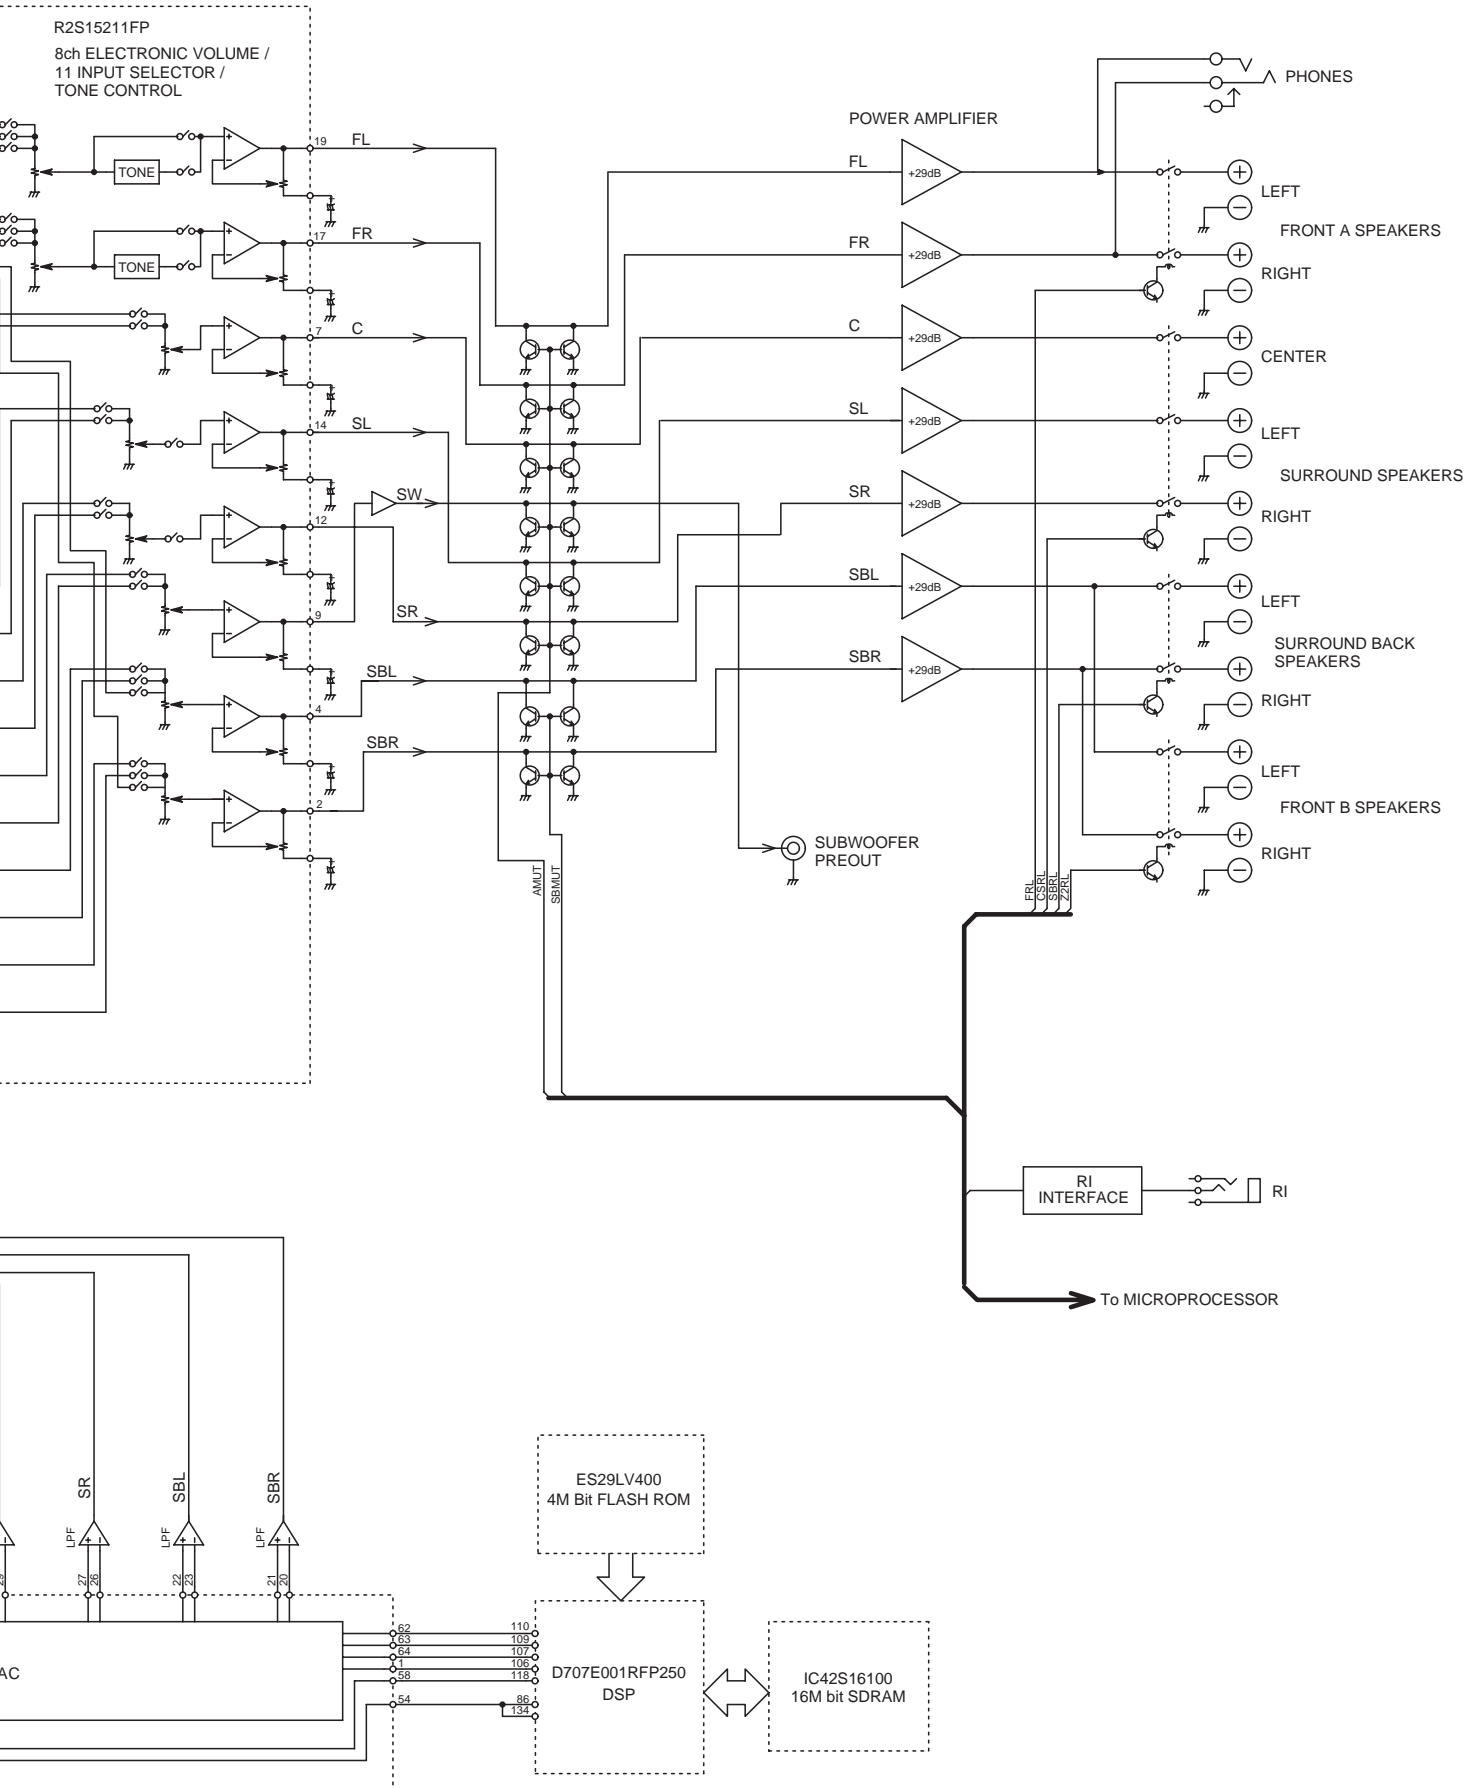 R2S15211FP
8ch ELECTRONIC VOLUME /
11 INPUT SELECTOR /
TONE CONTROL
PHONES
POWER AMPLIFIER
TONE
19
FL
FL
+29dB
LEFT
FRONT A SPEAKERS
TONE
17
FR
FR
+29dB
RIGHT
7
C
C
+29dB
CENTER
14
SL
SL
+29dB
LEFT
SURROUND SPEAKERS
SW
12
SR
+29dB
RIGHT
9
SR
SBL
+29dB
LEFT
SURROUND BACK
SPEAKERS
4
SBL
SBR
+29dB
RIGHT
2
SBR
LEFT
FRONT B SPEAKERS
RIGHT
SUBWOOFER
PREOUT
AMUT
SBMUT
FRL
CSRL
SBRL
Z2RL
RI
INTERFACE
RI
To MICROPROCESSOR
SR
SBL
SBR
LPF
LPF
LPF
29
27
26
22
23
21
20
ES29LV400
4M Bit FLASH ROM
AC
62
63
64
1
58
54
110
109
107
106
118
86
134
D707E001RFP250
DSP
IC42S16100
16M bit SDRAM